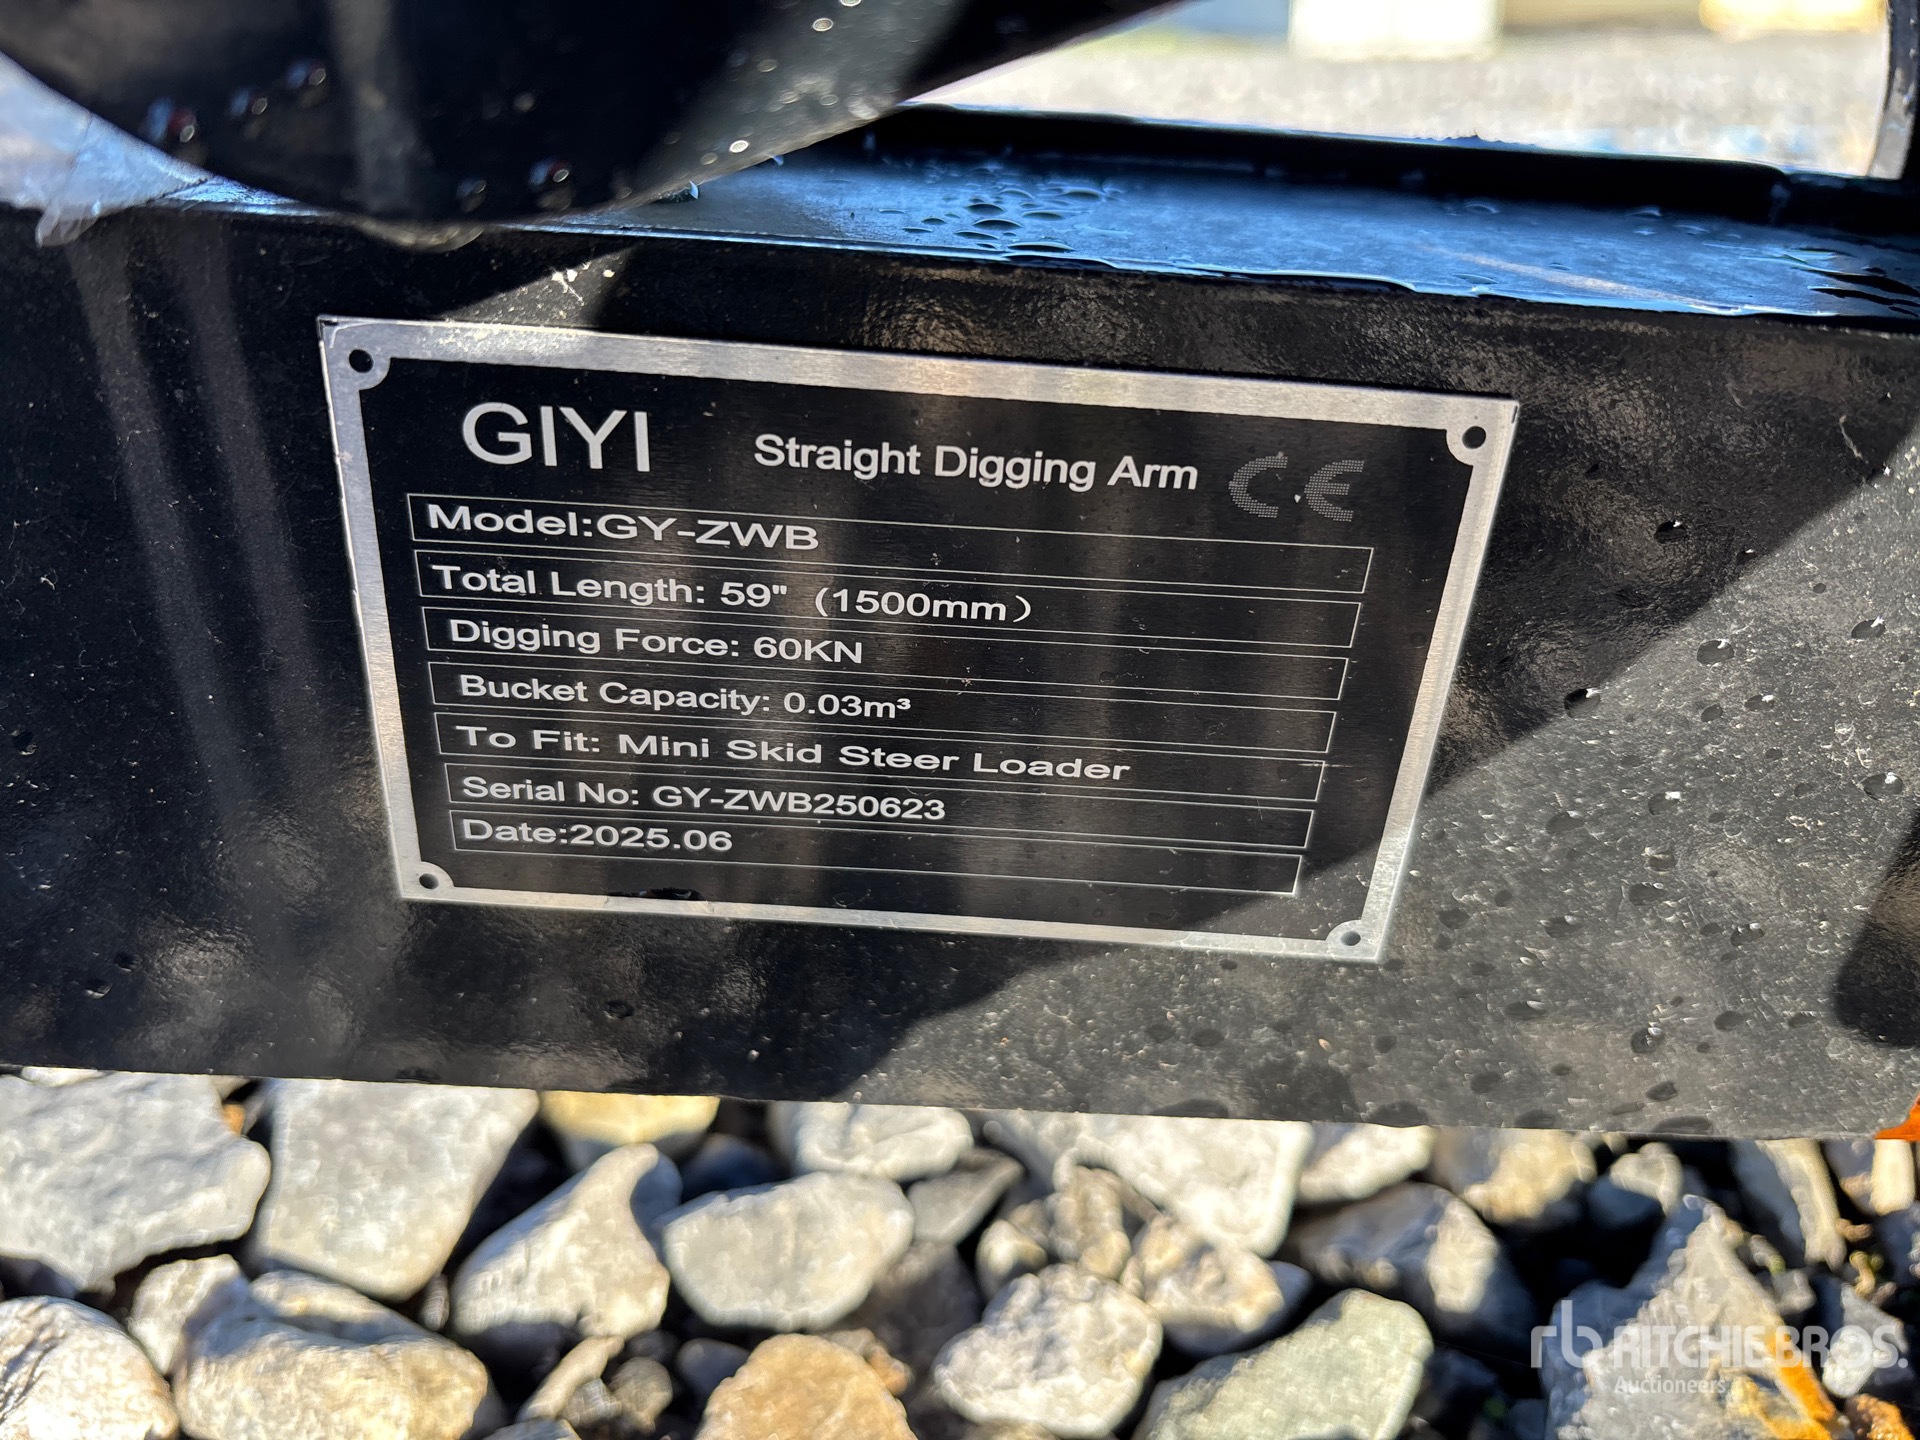 GIYI Straight Digging Arm CE
Model:GY-ZWB
Total Length: 59" (1500mm）
Digging Force: 60KN
Bucket Capacity: 0.03m³
To Fit: Mini Skid Steer Loader
Serial No: GY-ZWB250623
Date:2025.06
rb RITCHIE BROS.
Auctioneers